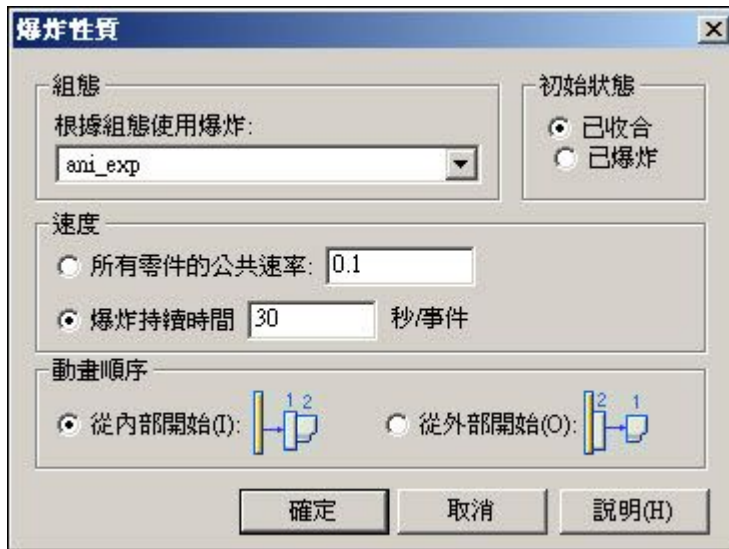 爆炸性質
組態
根據組態使用爆炸:
ani_exp
初始狀態
已收合
已爆炸
速度
所有零件的公共速率: 0.1
爆炸持續時間 30 秒/事件
動畫順序
從內部開始(I): 1 2
從外部開始(O): 2 1
確定 取消 說明(H)